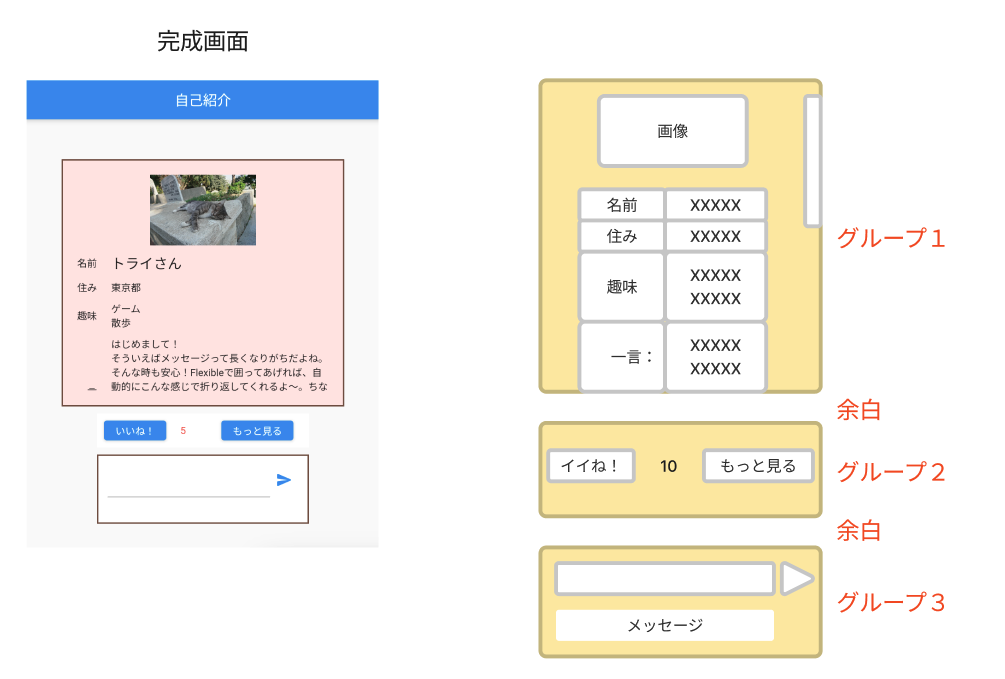 完成画面
自己紹介
名前 トライさん
住み 東京都
趣味 ゲーム
散歩
はじめまして！
そういえばメッセージって長くなりがちだよね。
そんな時も安心！Flexibleで囲ってあげれば、自
動的にこんな感じで折り返してくれるよ〜。ちな
いいね！ 5 もっと見る
画像
名前 XXXXX
住み XXXXX
趣味 XXXXX
XXXXX
一言： XXXXX
XXXXX
グループ１
余白
イイね！ 10 もっと見る
グループ２
余白
メッセージ
グループ３